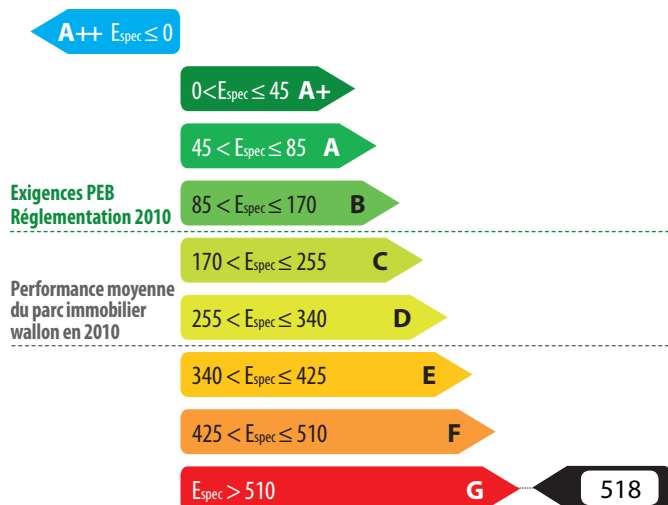 A++ Espec ≤ 0
0<Espec ≤ 45 A+
45 < Espec ≤ 85 A
Exigences PEB
Réglementation 2010
85 < Espec ≤ 170 B
170 < Espec ≤ 255 C
Performance moyenne
du parc immobilier
wallon en 2010
255 < Espec ≤ 340 D
340 < Espec ≤ 425 E
425 < Espec ≤ 510 F
Espec > 510 G
518